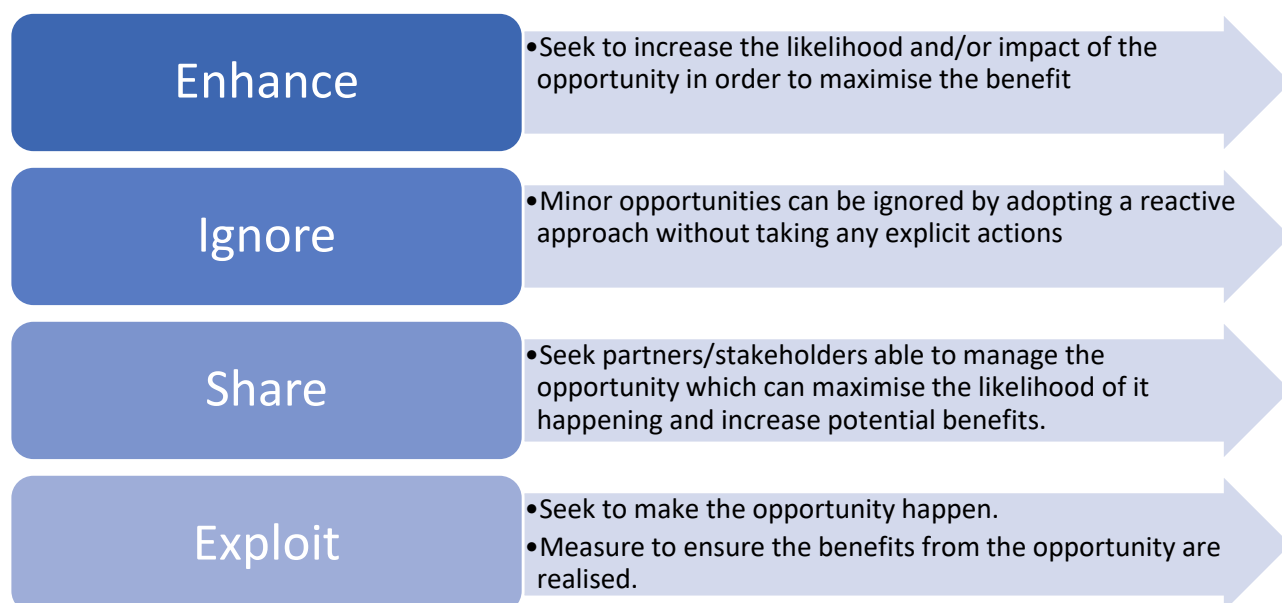 Enhance
•Seek to increase the likelihood and/or impact of the
opportunity in order to maximise the benefit
Ignore
•Minor opportunities can be ignored by adopting a reactive
approach without taking any explicit actions
Share
•Seek partners/stakeholders able to manage the
opportunity which can maximise the likelihood of it
happening and increase potential benefits.
Exploit
•Seek to make the opportunity happen.
•Measure to ensure the benefits from the opportunity are
realised.